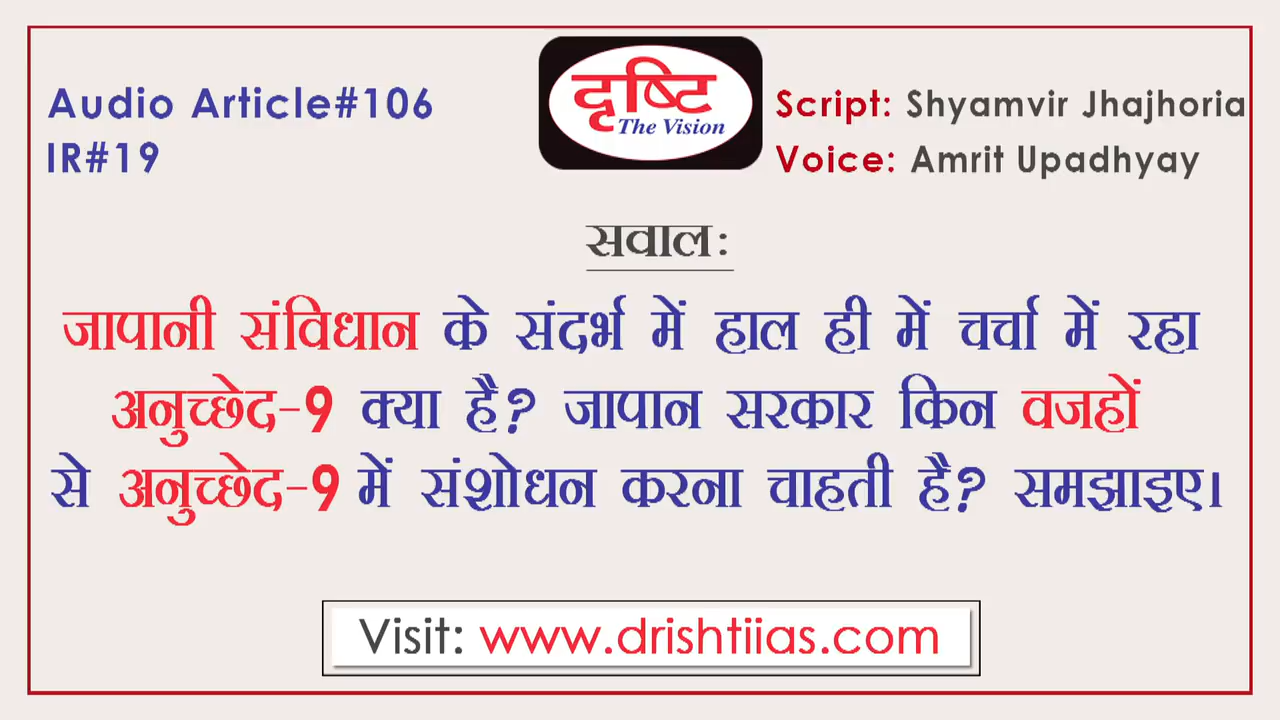 Audio Article#106
IR#19
दृष्टि
The Vision
Script: Shyamvir Jhajhoria
Voice: Amrit Upadhyay
सवाल:
जापानी संविधान के संदर्भ में हाल ही में चर्चा में रहा
अनुच्छेद-9 क्या है? जापान सरकार किन वजहों
से अनुच्छेद-9 में संशोधन करना चाहती है? समझाइए।
Visit: www.drishtiias.com